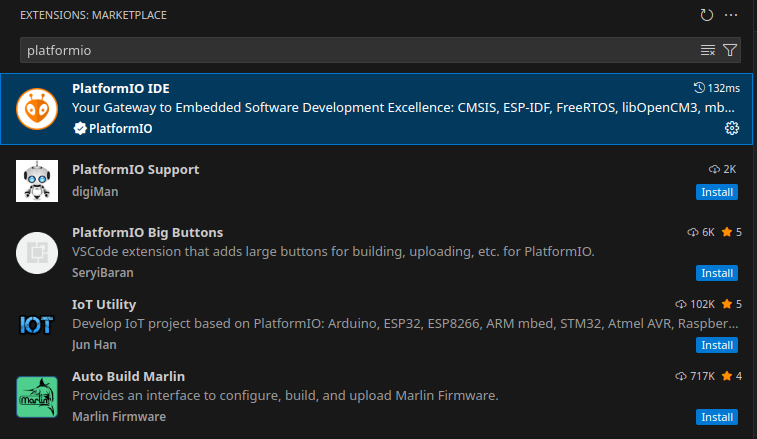 EXTENSIONS: MARKETPLACE
platformio
PlatformIO IDE 132ms
Your Gateway to Embedded Software Development Excellence: CMSIS, ESP-IDF, FreeRTOS, libOpenCM3, mb...
PlatformIO
PlatformIO Support 2K
digiMan Install
PlatformIO Big Buttons 6K 5
VSCode extension that adds large buttons for building, uploading, etc. for PlatformIO.
SeryiBaran Install
IOT
IoT Utility 102K 5
Develop IoT project based on PlatformIO: Arduino, ESP32, ESP8266, ARM mbed, STM32, Atmel AVR, Raspber...
Jun Han Install
Marlin
Auto Build Marlin 717K 4
Provides an interface to configure, build, and upload Marlin Firmware.
Marlin Firmware Install